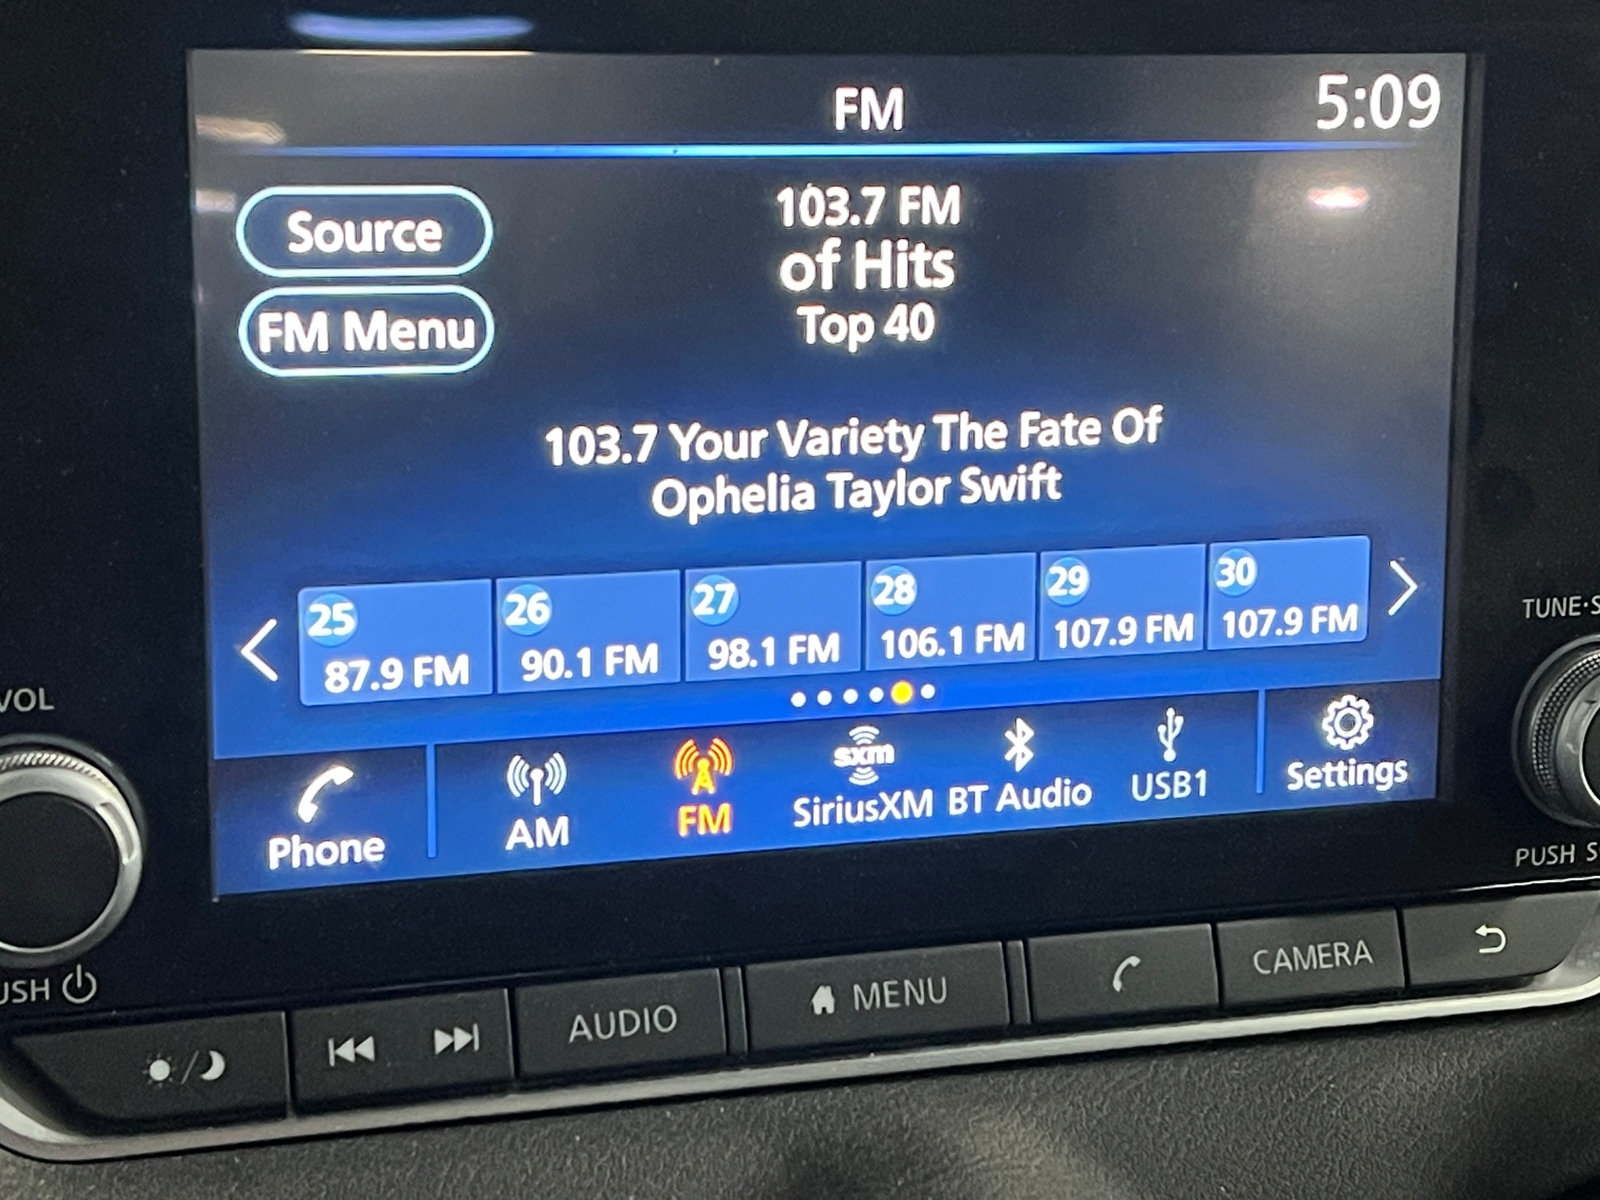 FM
5:09
Source
FM Menu
103.7 FM
of Hits
Top 40
103.7 Your Variety The Fate Of
Ophelia Taylor Swift
25
87.9 FM
26
90.1 FM
27
98.1 FM
28
106.1 FM
29
107.9 FM
30
107.9 FM
Phone
AM
FM
sxm
SiriusXM
BT Audio
USB1
Settings
VOL
USH
TUNE·S
PUSH S
AUDIO
MENU
CAMERA